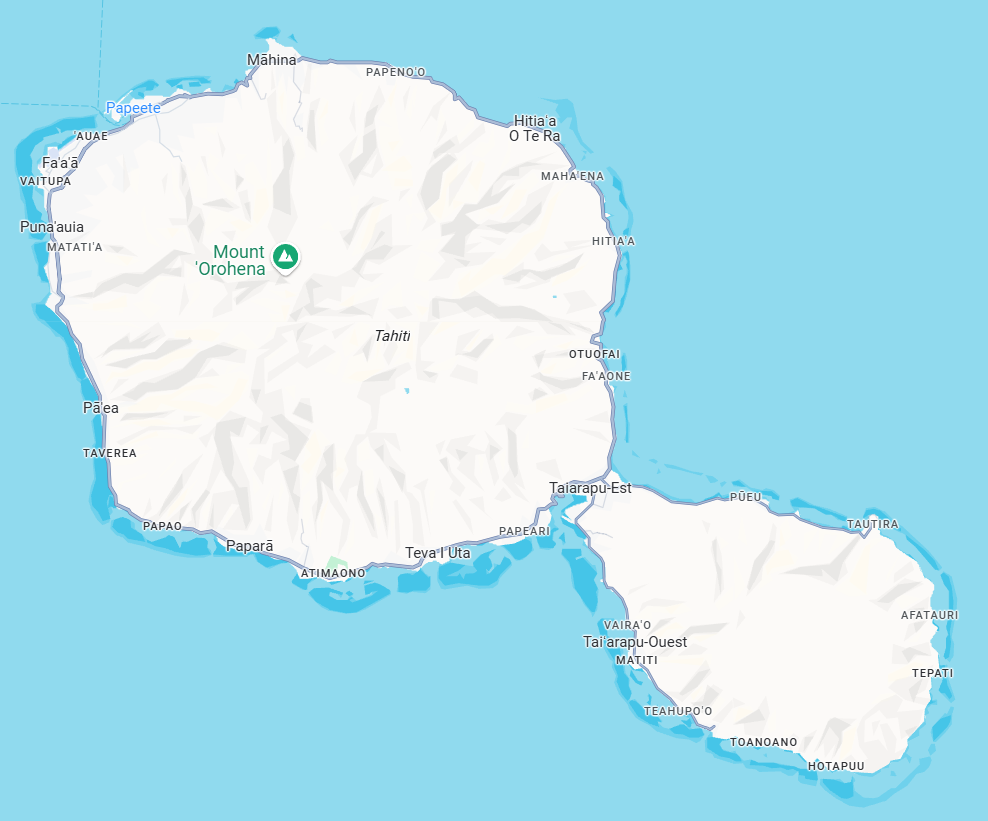 Māhina
PAPENO'O
Papeete
'AUAE
Hitia'a
O Te Ra
Fa'a'ā
VAITUPA
MAHAENA
Puna'auia
MATATI'A
HITIA'A
Mount
'Orohena
Tahiti
OTUOFAI
FA'AONE
Pā'ea
TAVEREA
Taiarapu-Est
PŪEU
PAPAO
TAUTIRA
PAPEARI
Paparā
Teva I Uta
ATIMAONO
AFATAURI
VAIRA'O
Tai'arapu-Ouest
MATITI
TEPATI
TEAHUPO'O
TOANOANO
HOTAPUU